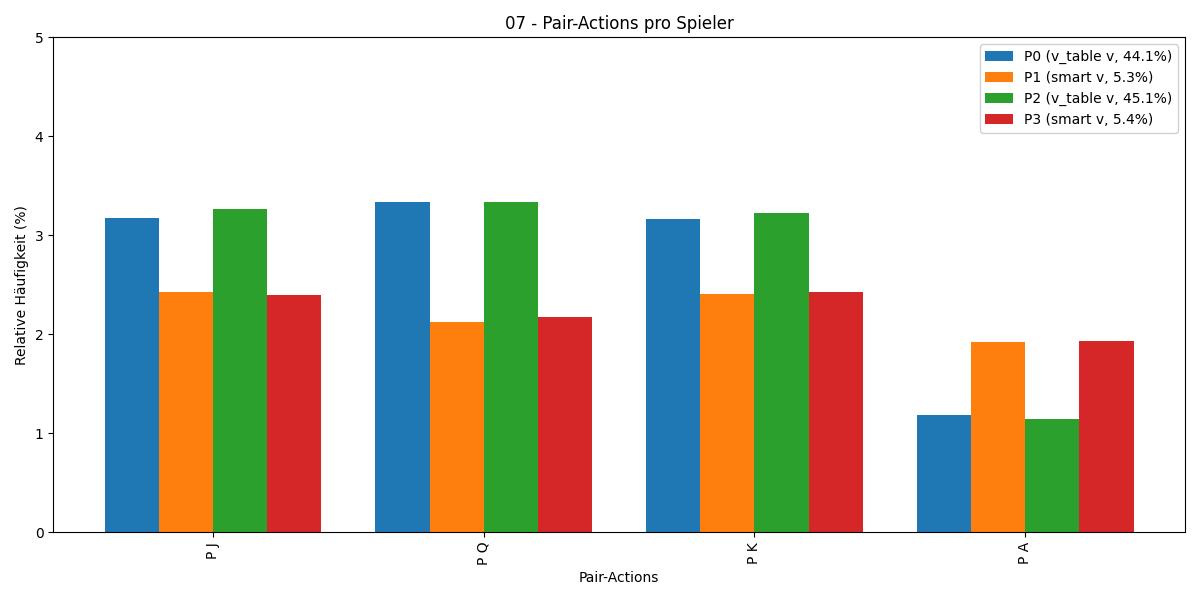 07 - Pair-Actions pro Spieler
P0 (v_table v, 44.1%)
P1 (smart v, 5.3%)
P2 (v_table v, 45.1%)
P3 (smart v, 5.4%)
Relative Häufigkeit (%)
5
4
3
2
1
0
P J
P Q
P K
P A
Pair-Actions